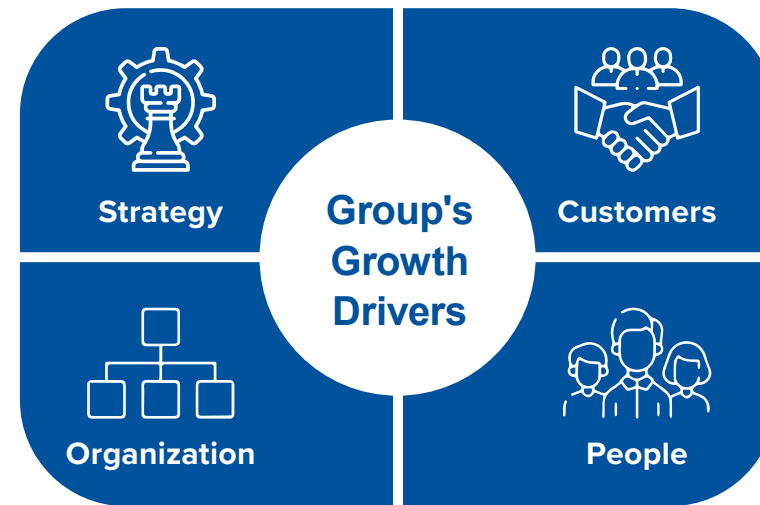 Strategy
Customers
Group's
Growth
Drivers
Organization
People